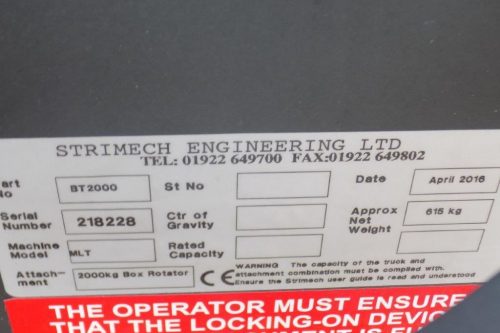 STRIMECH ENGINEERING LTD
TEL: 01922 649700 FAX:01922 649802
art No BT2000 St No Date April 2016
Serial Number 218228 Ctr of Gravity Approx Net Weight 615 kg
Machine Model MLT Rated Capacity
Attach-ment 2000kg Box Rotator CE WARNING The capacity of the truck and
attachment combination must be complied with.
Ensure the Strimech user guide is read and understood
THE OPERATOR MUST ENSURE
THAT THE LOCKING-ON DEVIC